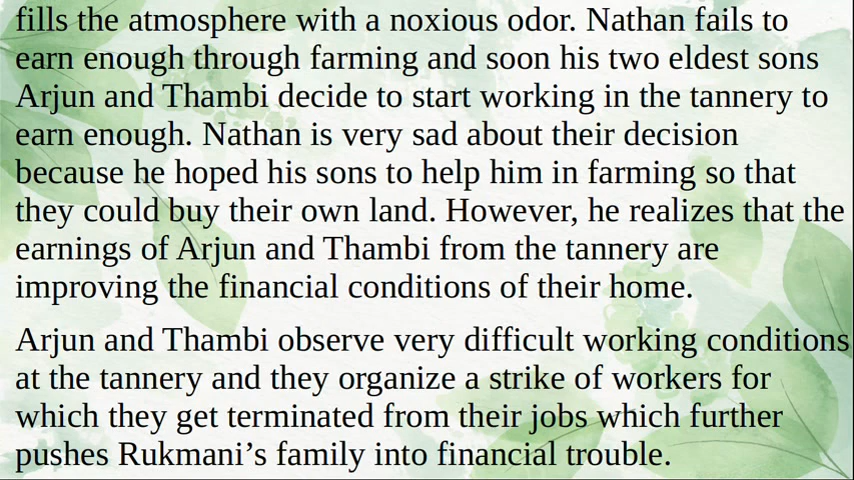 fills the atmosphere with a noxious odor. Nathan fails to
earn enough through farming and soon his two eldest sons
Arjun and Thambi decide to start working in the tannery to
earn enough. Nathan is very sad about their decision
because he hoped his sons to help him in farming so that
they could buy their own land. However, he realizes that the
earnings of Arjun and Thambi from the tannery are
improving the financial conditions of their home.
Arjun and Thambi observe very difficult working conditions
at the tannery and they organize a strike of workers for
which they get terminated from their jobs which further
pushes Rukmani’s family into financial trouble.